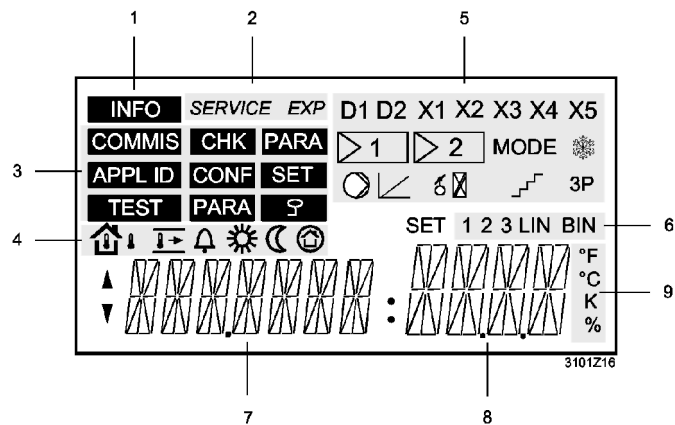 1 2 5
INFO SERVICE EXP D1 D2 X1 X2 X3 X4 X5
COMMIS CHK PARA 1 2 MODE
3 APPL ID CONF SET 3P
TEST PARA
4 SET 1 2 3 LIN BIN 6
°F
°C
K 9
%
3101Z16
7 8